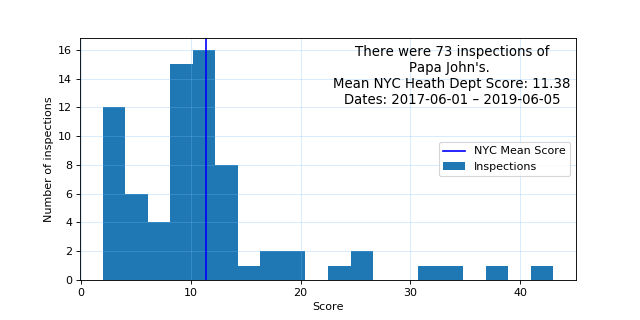 There were 73 inspections of
Papa John's.
Mean NYC Heath Dept Score: 11.38
Dates: 2017-06-01 – 2019-06-05
NYC Mean Score
Inspections
Number of inspections
16
14
12
10
8
6
4
2
0
0 10 20 30 40
Score